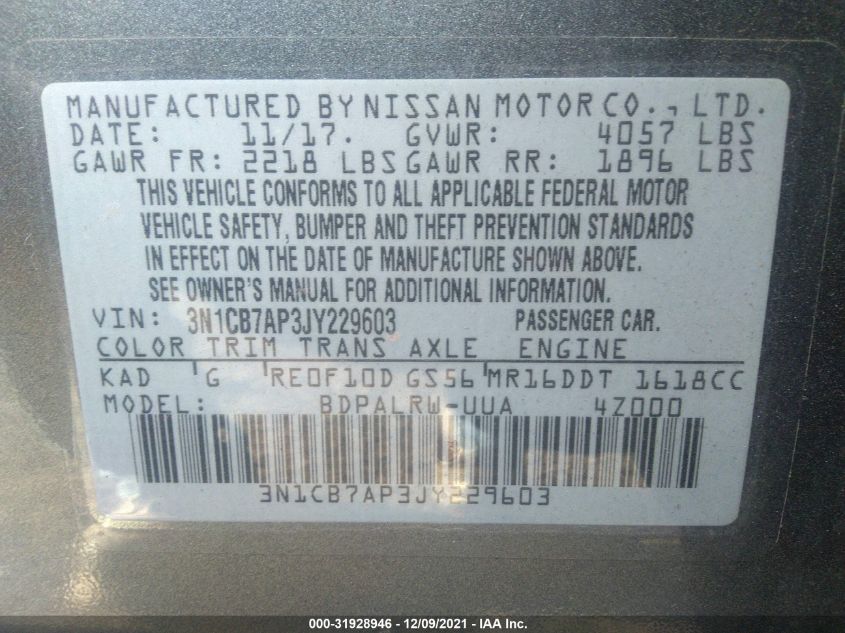 MANUFACTURED BY NISSAN MOTOR CO., LTD.
DATE: 11/17. GVWR: 4057 LBS
GAWR FR: 2218 LBS GAWR RR: 1896 LBS
THIS VEHICLE CONFORMS TO ALL APPLICABLE FEDERAL MOTOR
VEHICLE SAFETY, BUMPER AND THEFT PREVENTION STANDARDS
IN EFFECT ON THE DATE OF MANUFACTURE SHOWN ABOVE.
SEE OWNER'S MANUAL FOR ADDITIONAL INFORMATION.
VIN: 3N1CB7AP3JY229603 PASSENGER CAR.
COLOR TRIM TRANS AXLE ENGINE
KAD 'G 'RE0F10D GS56 'MR16DDT 1618CC
MODEL: BDPALRW-UUA 4Z000
3N1CB7AP3JY229603
000-31928946 - 12/09/2021 - IAA Inc.